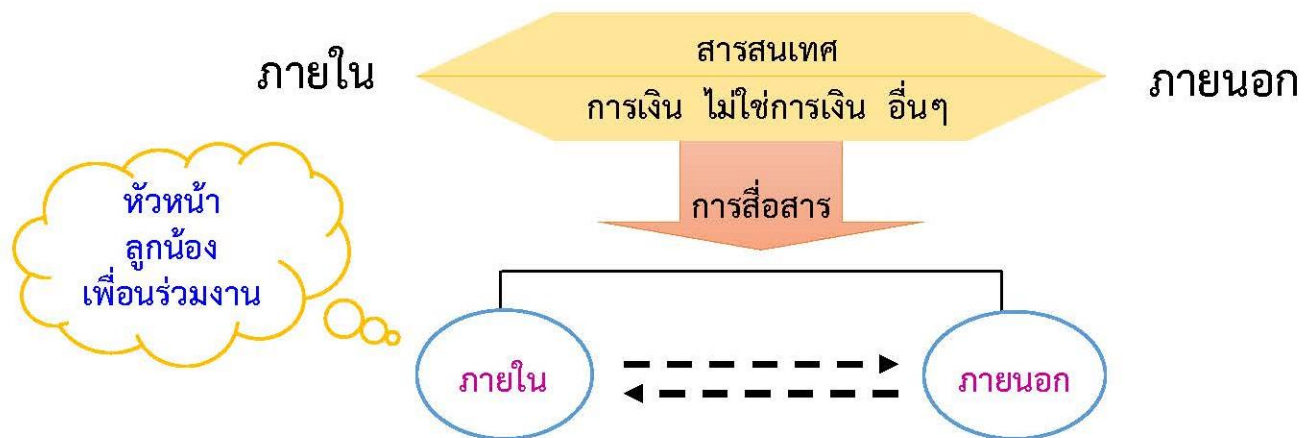 สารสนเทศ
ภายใน
ภายนอก
การเงิน ไม่ใช่การเงิน อื่นๆ
การสื่อสาร
หัวหน้า
ลูกน้อง
เพื่อนร่วมงาน
ภายใน
ภายนอก